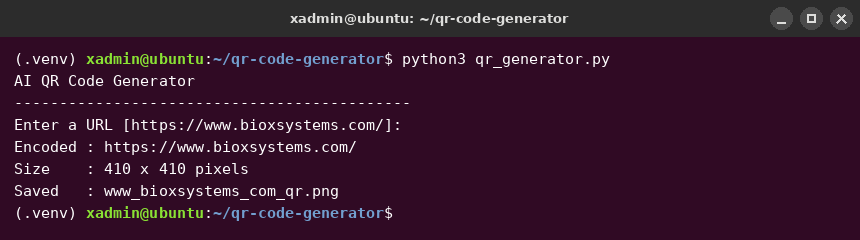 xadmin@ubuntu: ~/qr-code-generator
(.venv) xadmin@ubuntu:~/qr-code-generator$ python3 qr_generator.py
AI QR Code Generator
--------------------------------------------
Enter a URL [https://www.bioxsystems.com/]:
Encoded : https://www.bioxsystems.com/
Size    : 410 x 410 pixels
Saved   : www_bioxsystems_com_qr.png
(.venv) xadmin@ubuntu:~/qr-code-generator$